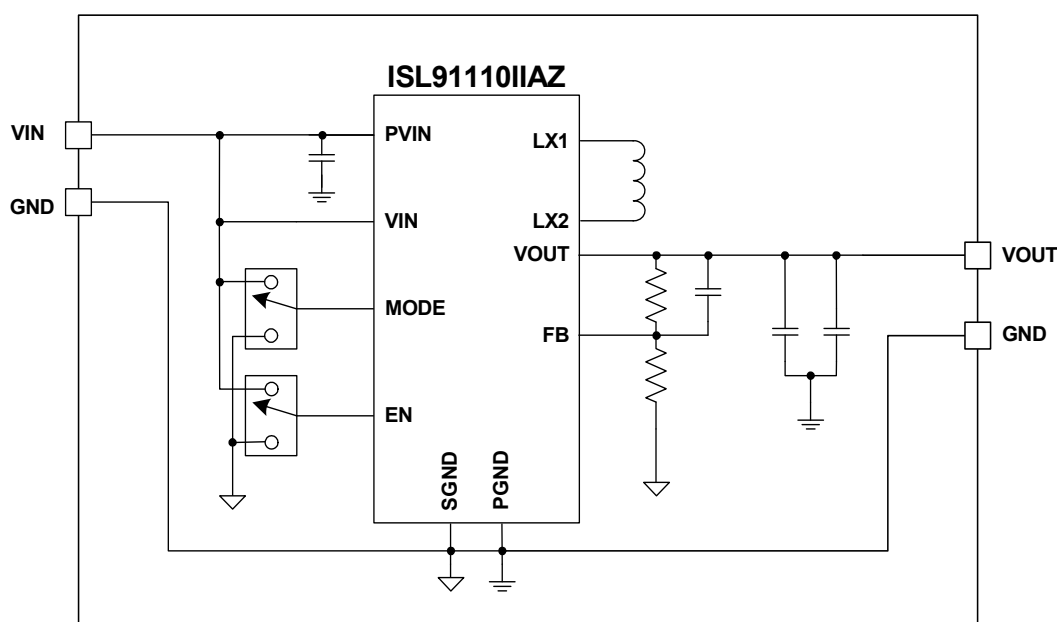 ISL91110IIAZ
VIN
GND
PVIN
VIN
MODE
EN
SGND
PGND
LX1
LX2
VOUT
FB
VOUT
GND